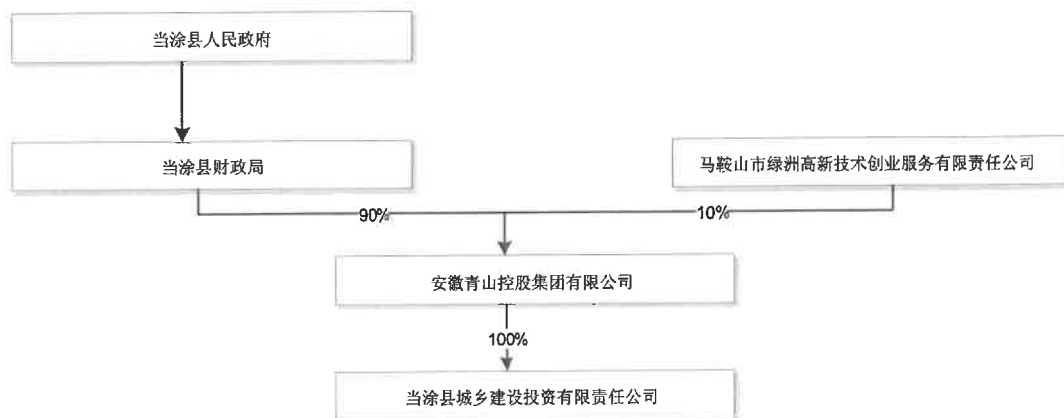 当涂县人民政府
当涂县财政局
马鞍山市绿洲高新技术创业服务有限责任公司
90%
10%
安徽青山控股集团有限公司
100%
当涂县城乡建设投资有限责任公司